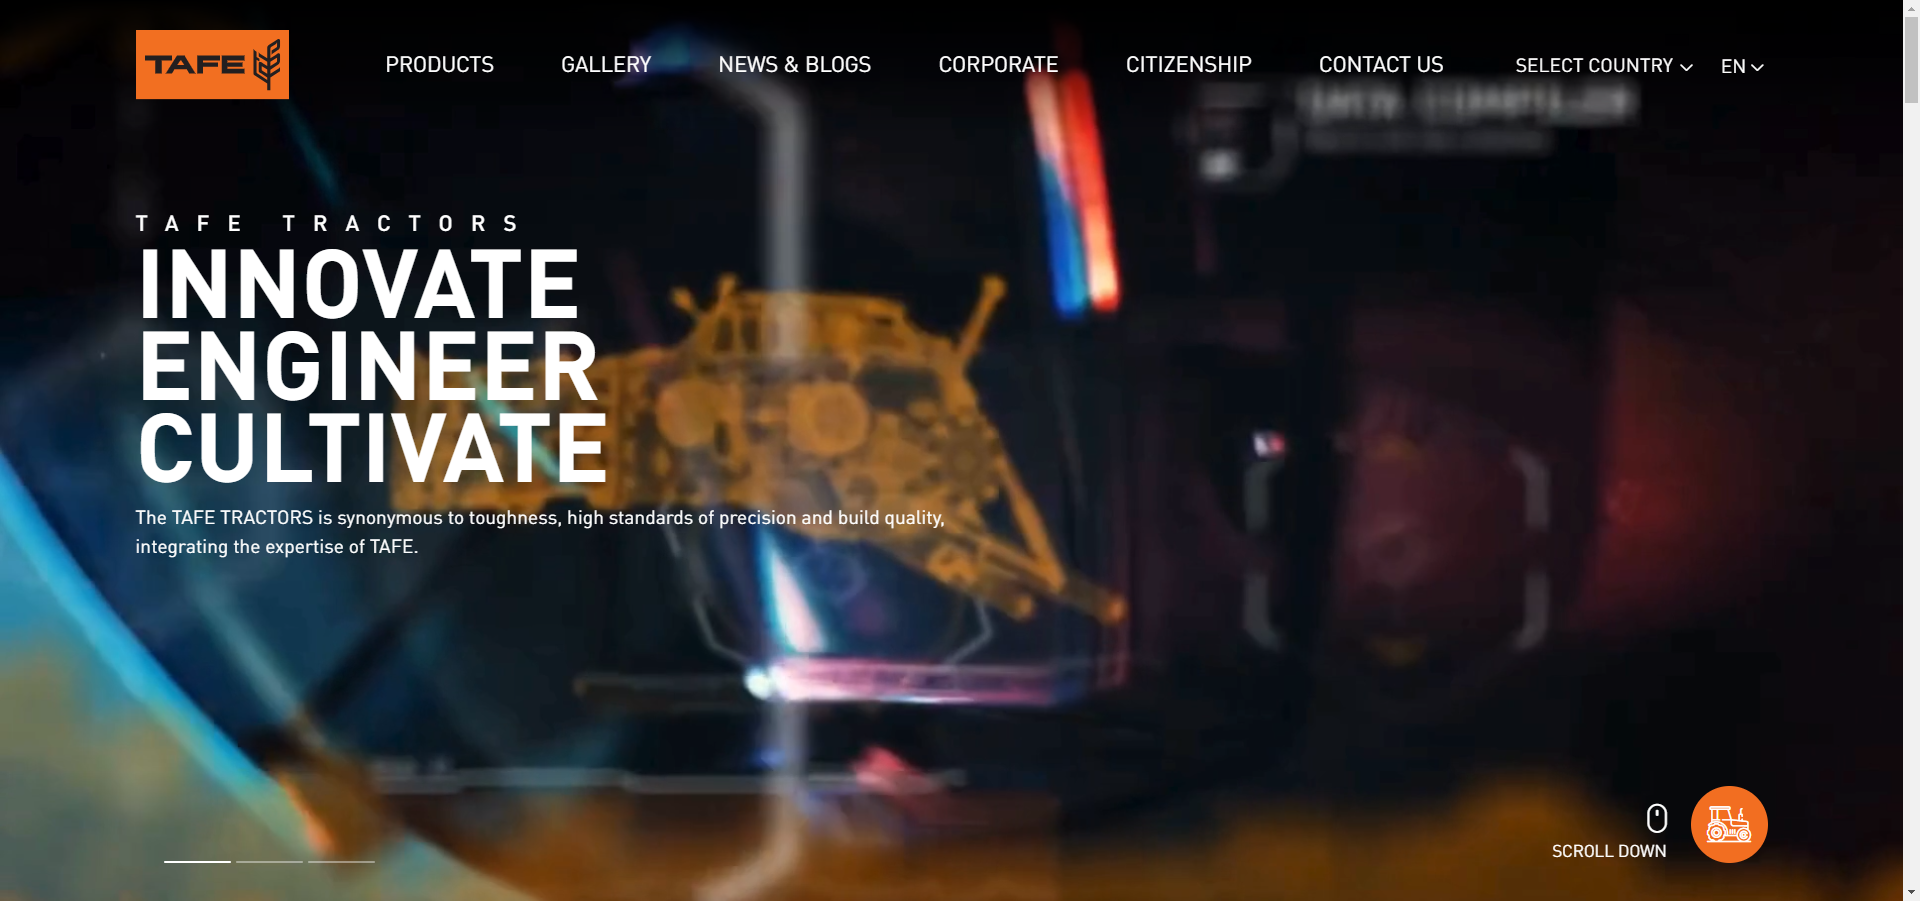 TAFE
PRODUCTS
GALLERY
NEWS & BLOGS
CORPORATE
CITIZENSHIP
CONTACT US
SELECT COUNTRY
EN
TAFE TRACTORS
INNOVATE
ENGINEER
CULTIVATE
The TAFE TRACTORS is synonymous to toughness, high standards of precision and build quality,
integrating the expertise of TAFE.
SCROLL DOWN